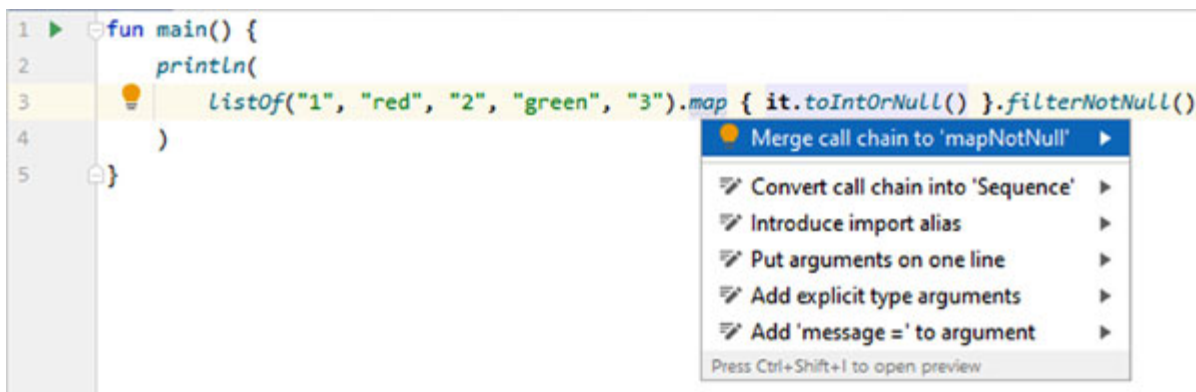 1 fun main() {
2 println(
3 listOf("1", "red", "2", "green", "3").map { it.toIntOrNull() }.filterNotNull()
4 )
5 }
Merge call chain to 'mapNotNull'
Convert call chain into 'Sequence'
Introduce import alias
Put arguments on one line
Add explicit type arguments
Add 'message =' to argument
Press Ctrl+Shift+I to open preview